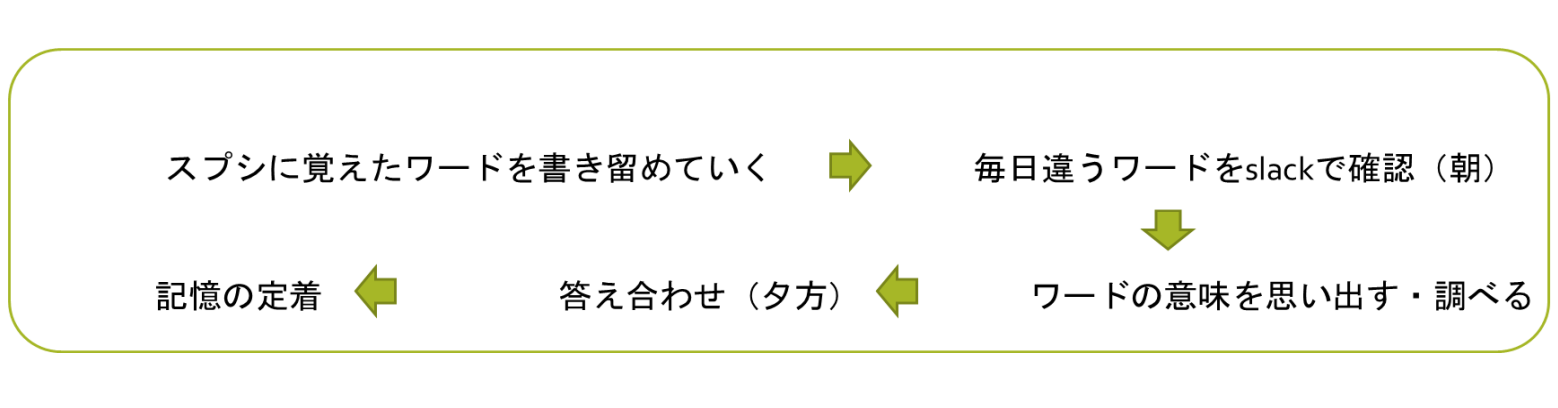 スプシに覚えたワードを書き留めていく
毎日違うワードをslackで確認（朝）
ワードの意味を思い出す・調べる
答え合わせ（夕方）
記憶の定着